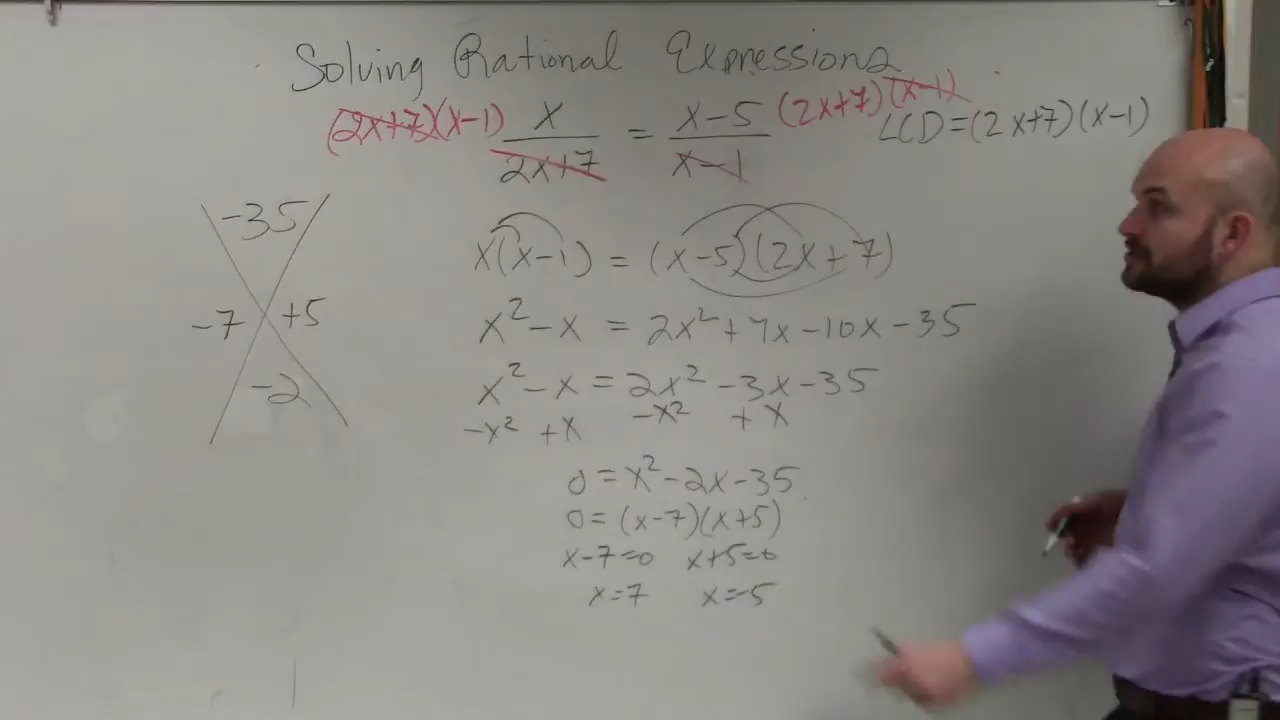 Solving Rational Expressions
(2x+7)(x-1) x/(2x+7) = (x-5)/(x-1) (2x+7)(x-1)
LCD=(2x+7)(x-1)
-35
-7 +5
-2
x(x-1) = (x-5)(2x+7)
x²-x = 2x²+7x-10x-35
x²-x = 2x²-3x-35
-x² +x -x² +x
0 = x²-2x-35
0 = (x-7)(x+5)
x-7=0 x+5=0
x=7 x=-5